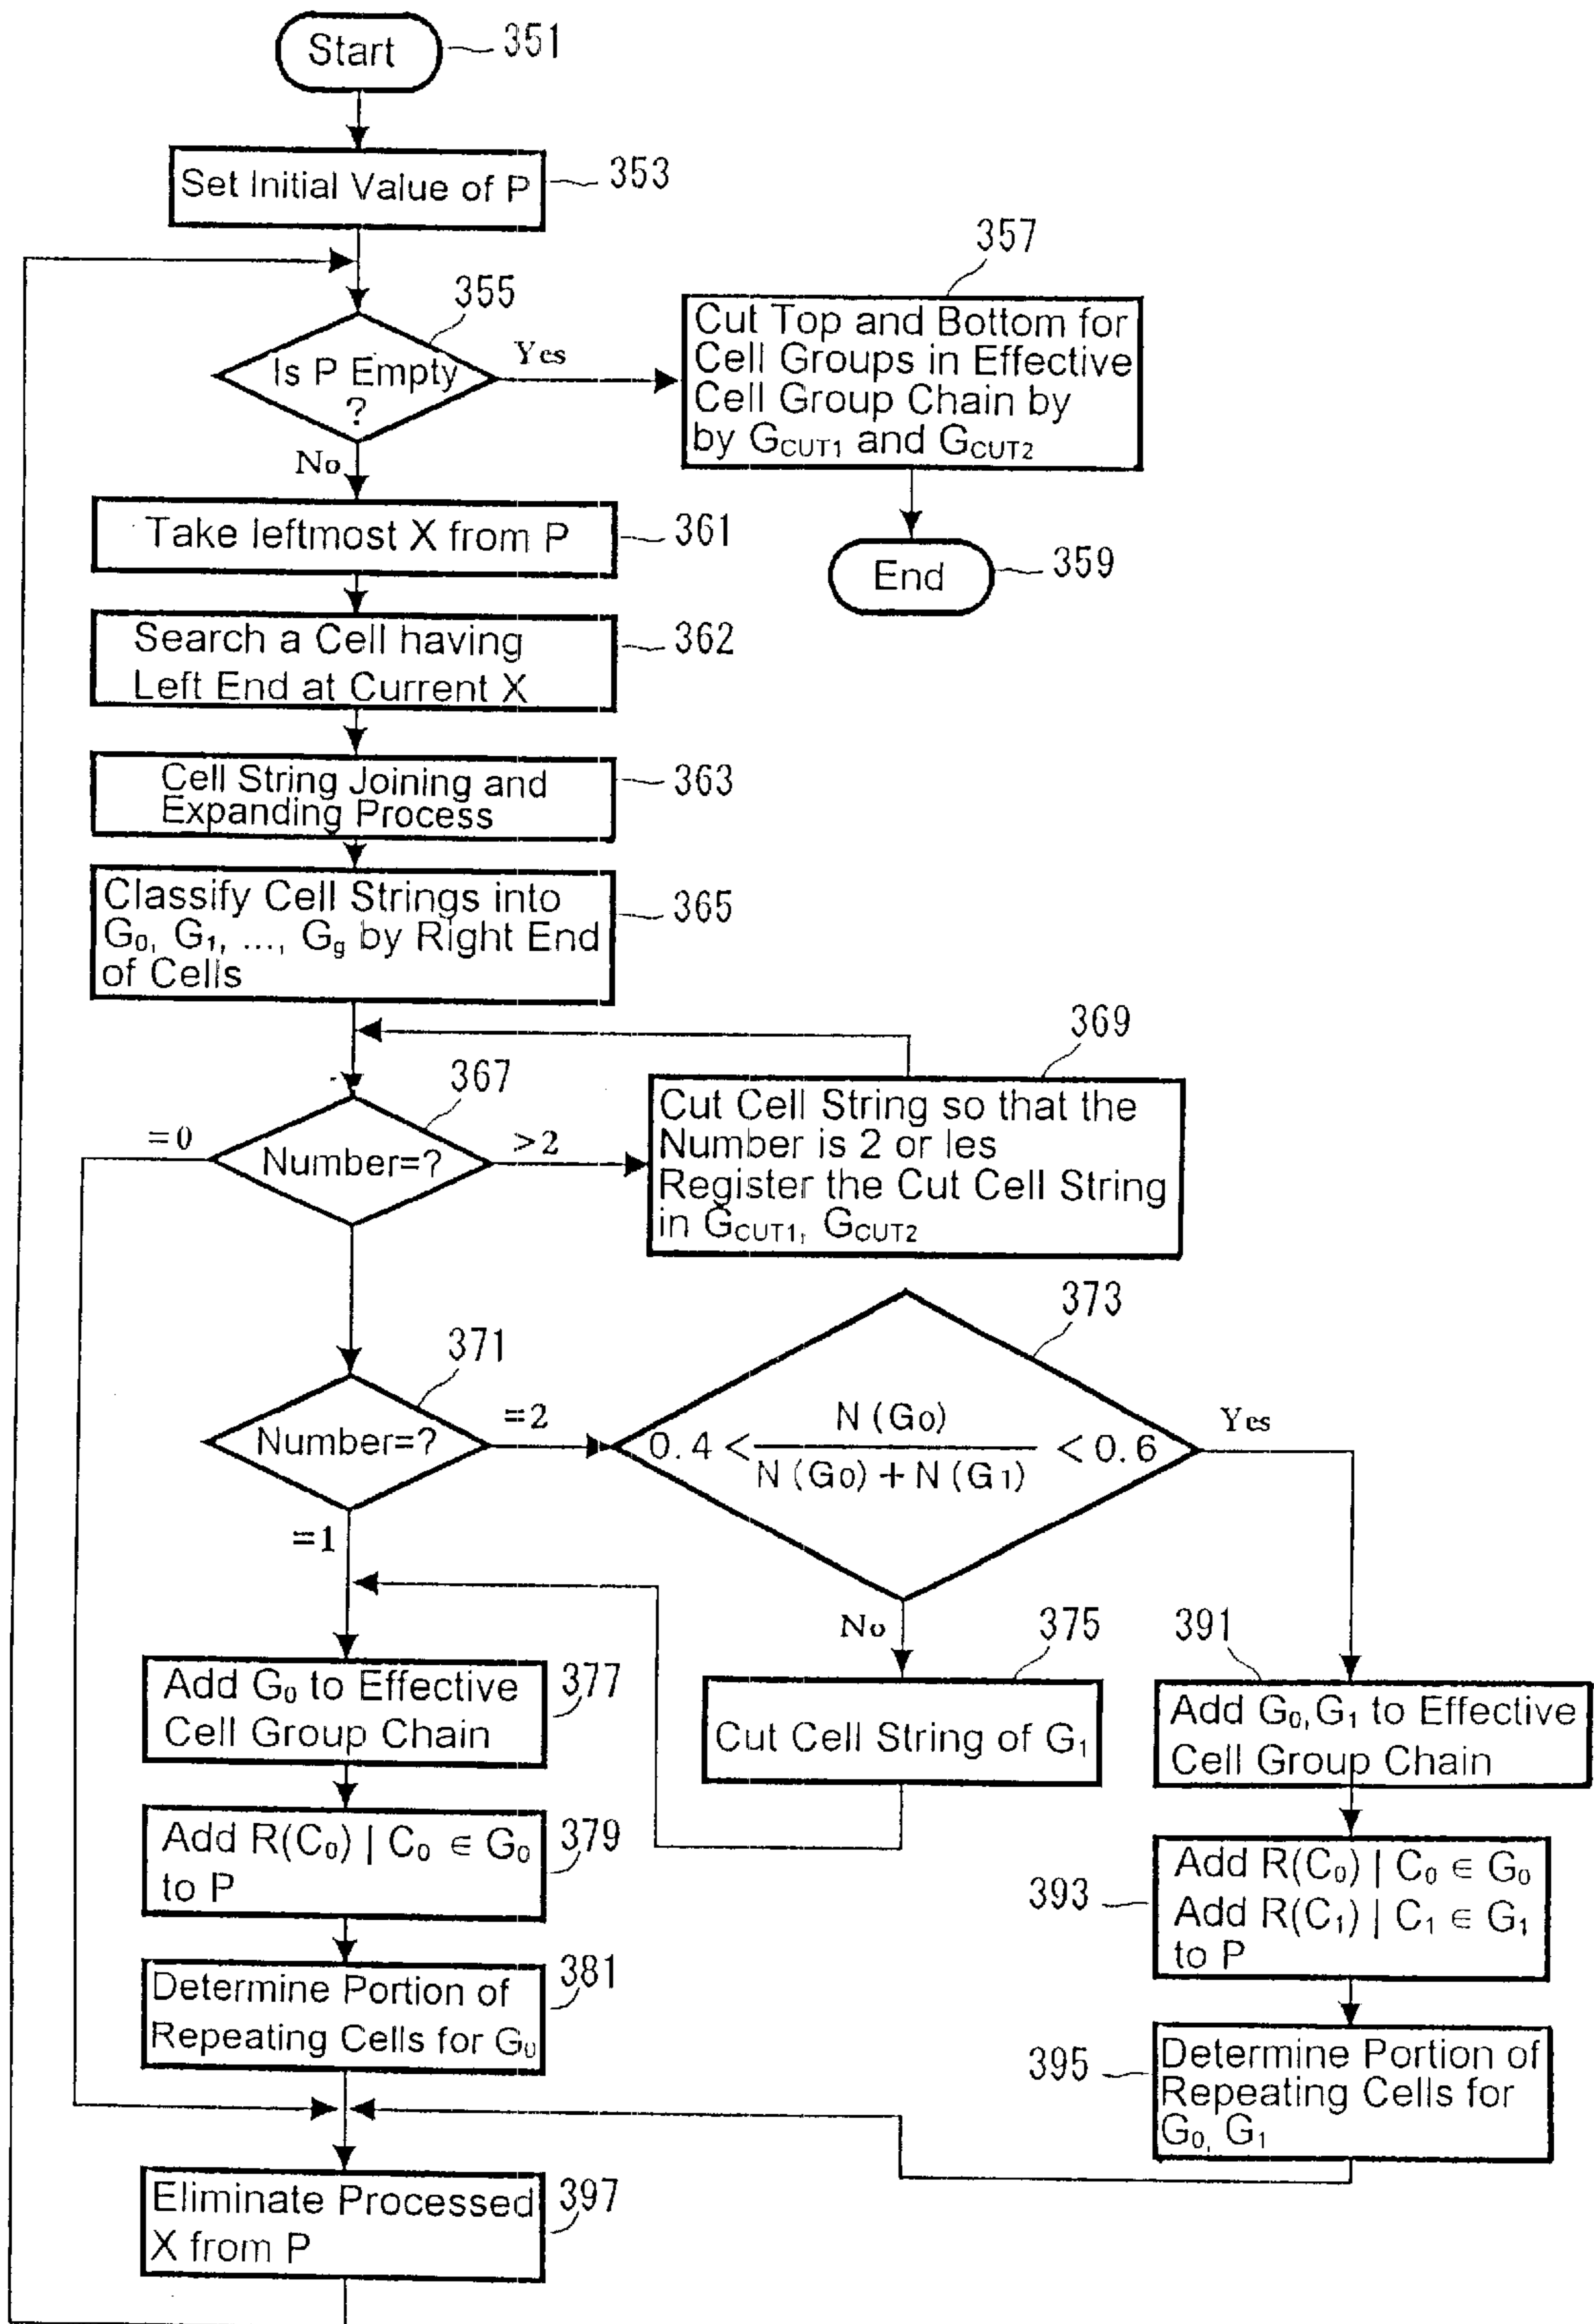 Start
351
Set Initial Value of P
353
355
Is P Empty
?
Yes
No
357
Cut Top and Bottom for
Cell Groups in Effective
Cell Group Chain by
by G_CUT1 and G_CUT2
End
359
Take leftmost X from P
361
Search a Cell having
Left End at Current X
362
Cell String Joining and
Expanding Process
363
Classify Cell Strings into
G₀, G₁, ..., G_g by Right End
of Cells
365
367
=0
Number=?
>2
369
Cut Cell String so that the
Number is 2 or les
Register the Cut Cell String
in G_CUT1, G_CUT2
371
Number=?
=2
=1
373
0.4 < N(G0) / N(G0)+N(G1) < 0.6
Yes
No
375
Cut Cell String of G₁
377
Add G₀ to Effective
Cell Group Chain
379
Add R(C₀) | C₀ ∈ G₀
to P
381
Determine Portion of
Repeating Cells for G₀
391
Add G₀,G₁ to Effective
Cell Group Chain
393
Add R(C₀) | C₀ ∈ G₀
Add R(C₁) | C₁ ∈ G₁
to P
395
Determine Portion of
Repeating Cells for
G₀, G₁
Eliminate Processed
X from P
397